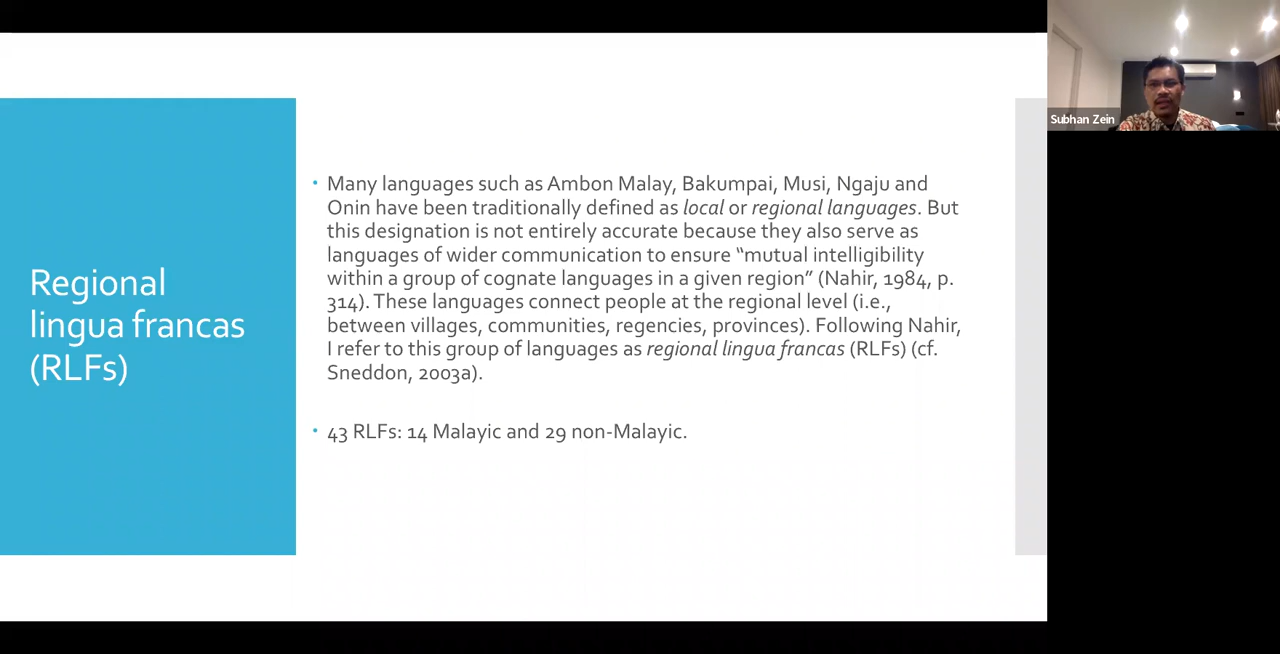 Regional
lingua francas
(RLFs)
• Many languages such as Ambon Malay, Bakumpai, Musi, Ngaju and
Onin have been traditionally defined as local or regional languages. But
this designation is not entirely accurate because they also serve as
languages of wider communication to ensure “mutual intelligibility
within a group of cognate languages in a given region” (Nahir, 1984, p.
314). These languages connect people at the regional level (i.e.,
between villages, communities, regencies, provinces). Following Nahir,
I refer to this group of languages as regional lingua francas (RLFs) (cf.
Sneddon, 2003a).
• 43 RLFs: 14 Malayic and 29 non-Malayic.
Subhan Zein